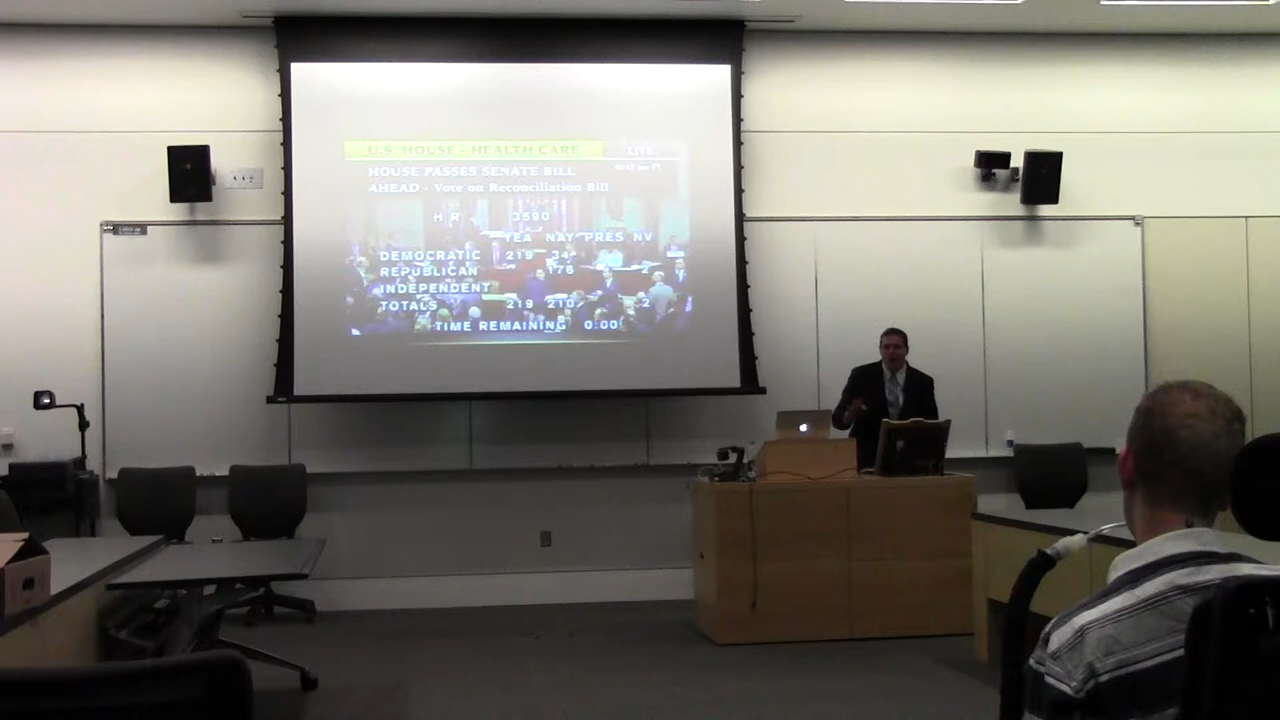 U.S. HOUSE - HEALTH CARE LIVE
HOUSE PASSES SENATE BILL
AHEAD - Vote on Reconciliation Bill
H R 3590
YEA NAY PRES NV
DEMOCRATIC 219 34
REPUBLICAN 176 2
INDEPENDENT
TOTALS 219 210 2
TIME REMAINING 0:00